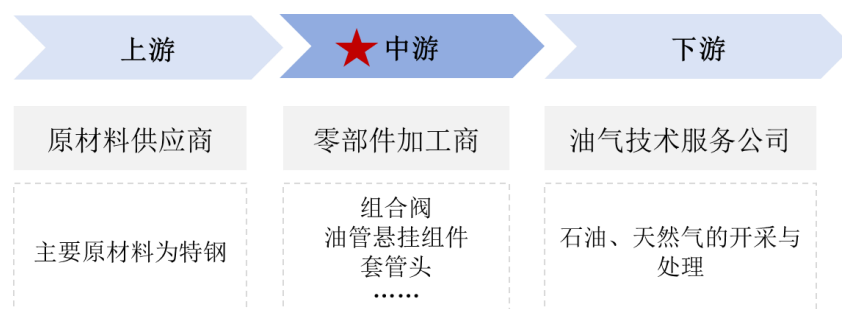 上游
中游
下游
原材料供应商
零部件加工商
油气技术服务公司
主要原材料为特钢
组合阀
油管悬挂组件
套管头
……
石油、天然气的开采与
处理